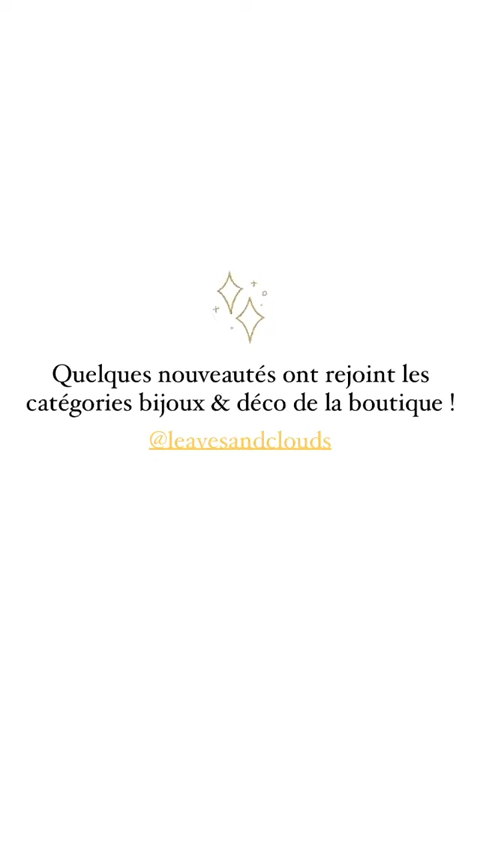 Quelques nouveautés ont rejoint les
catégories bijoux & déco de la boutique !
@leavesandclouds